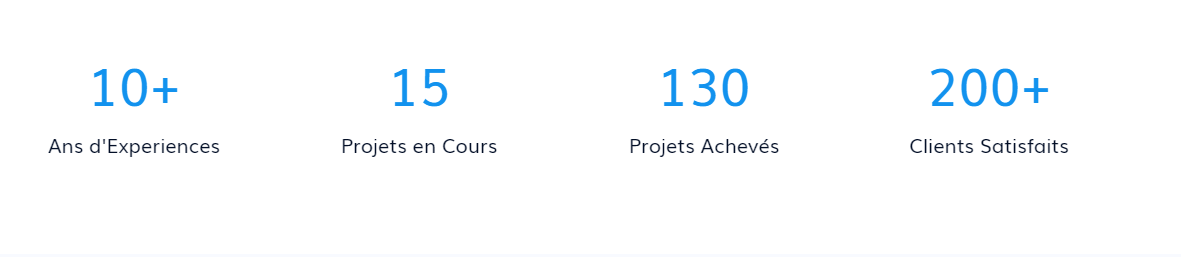 10+ 15 130 200+
Ans d'Experiences Projets en Cours Projets Achevés Clients Satisfaits